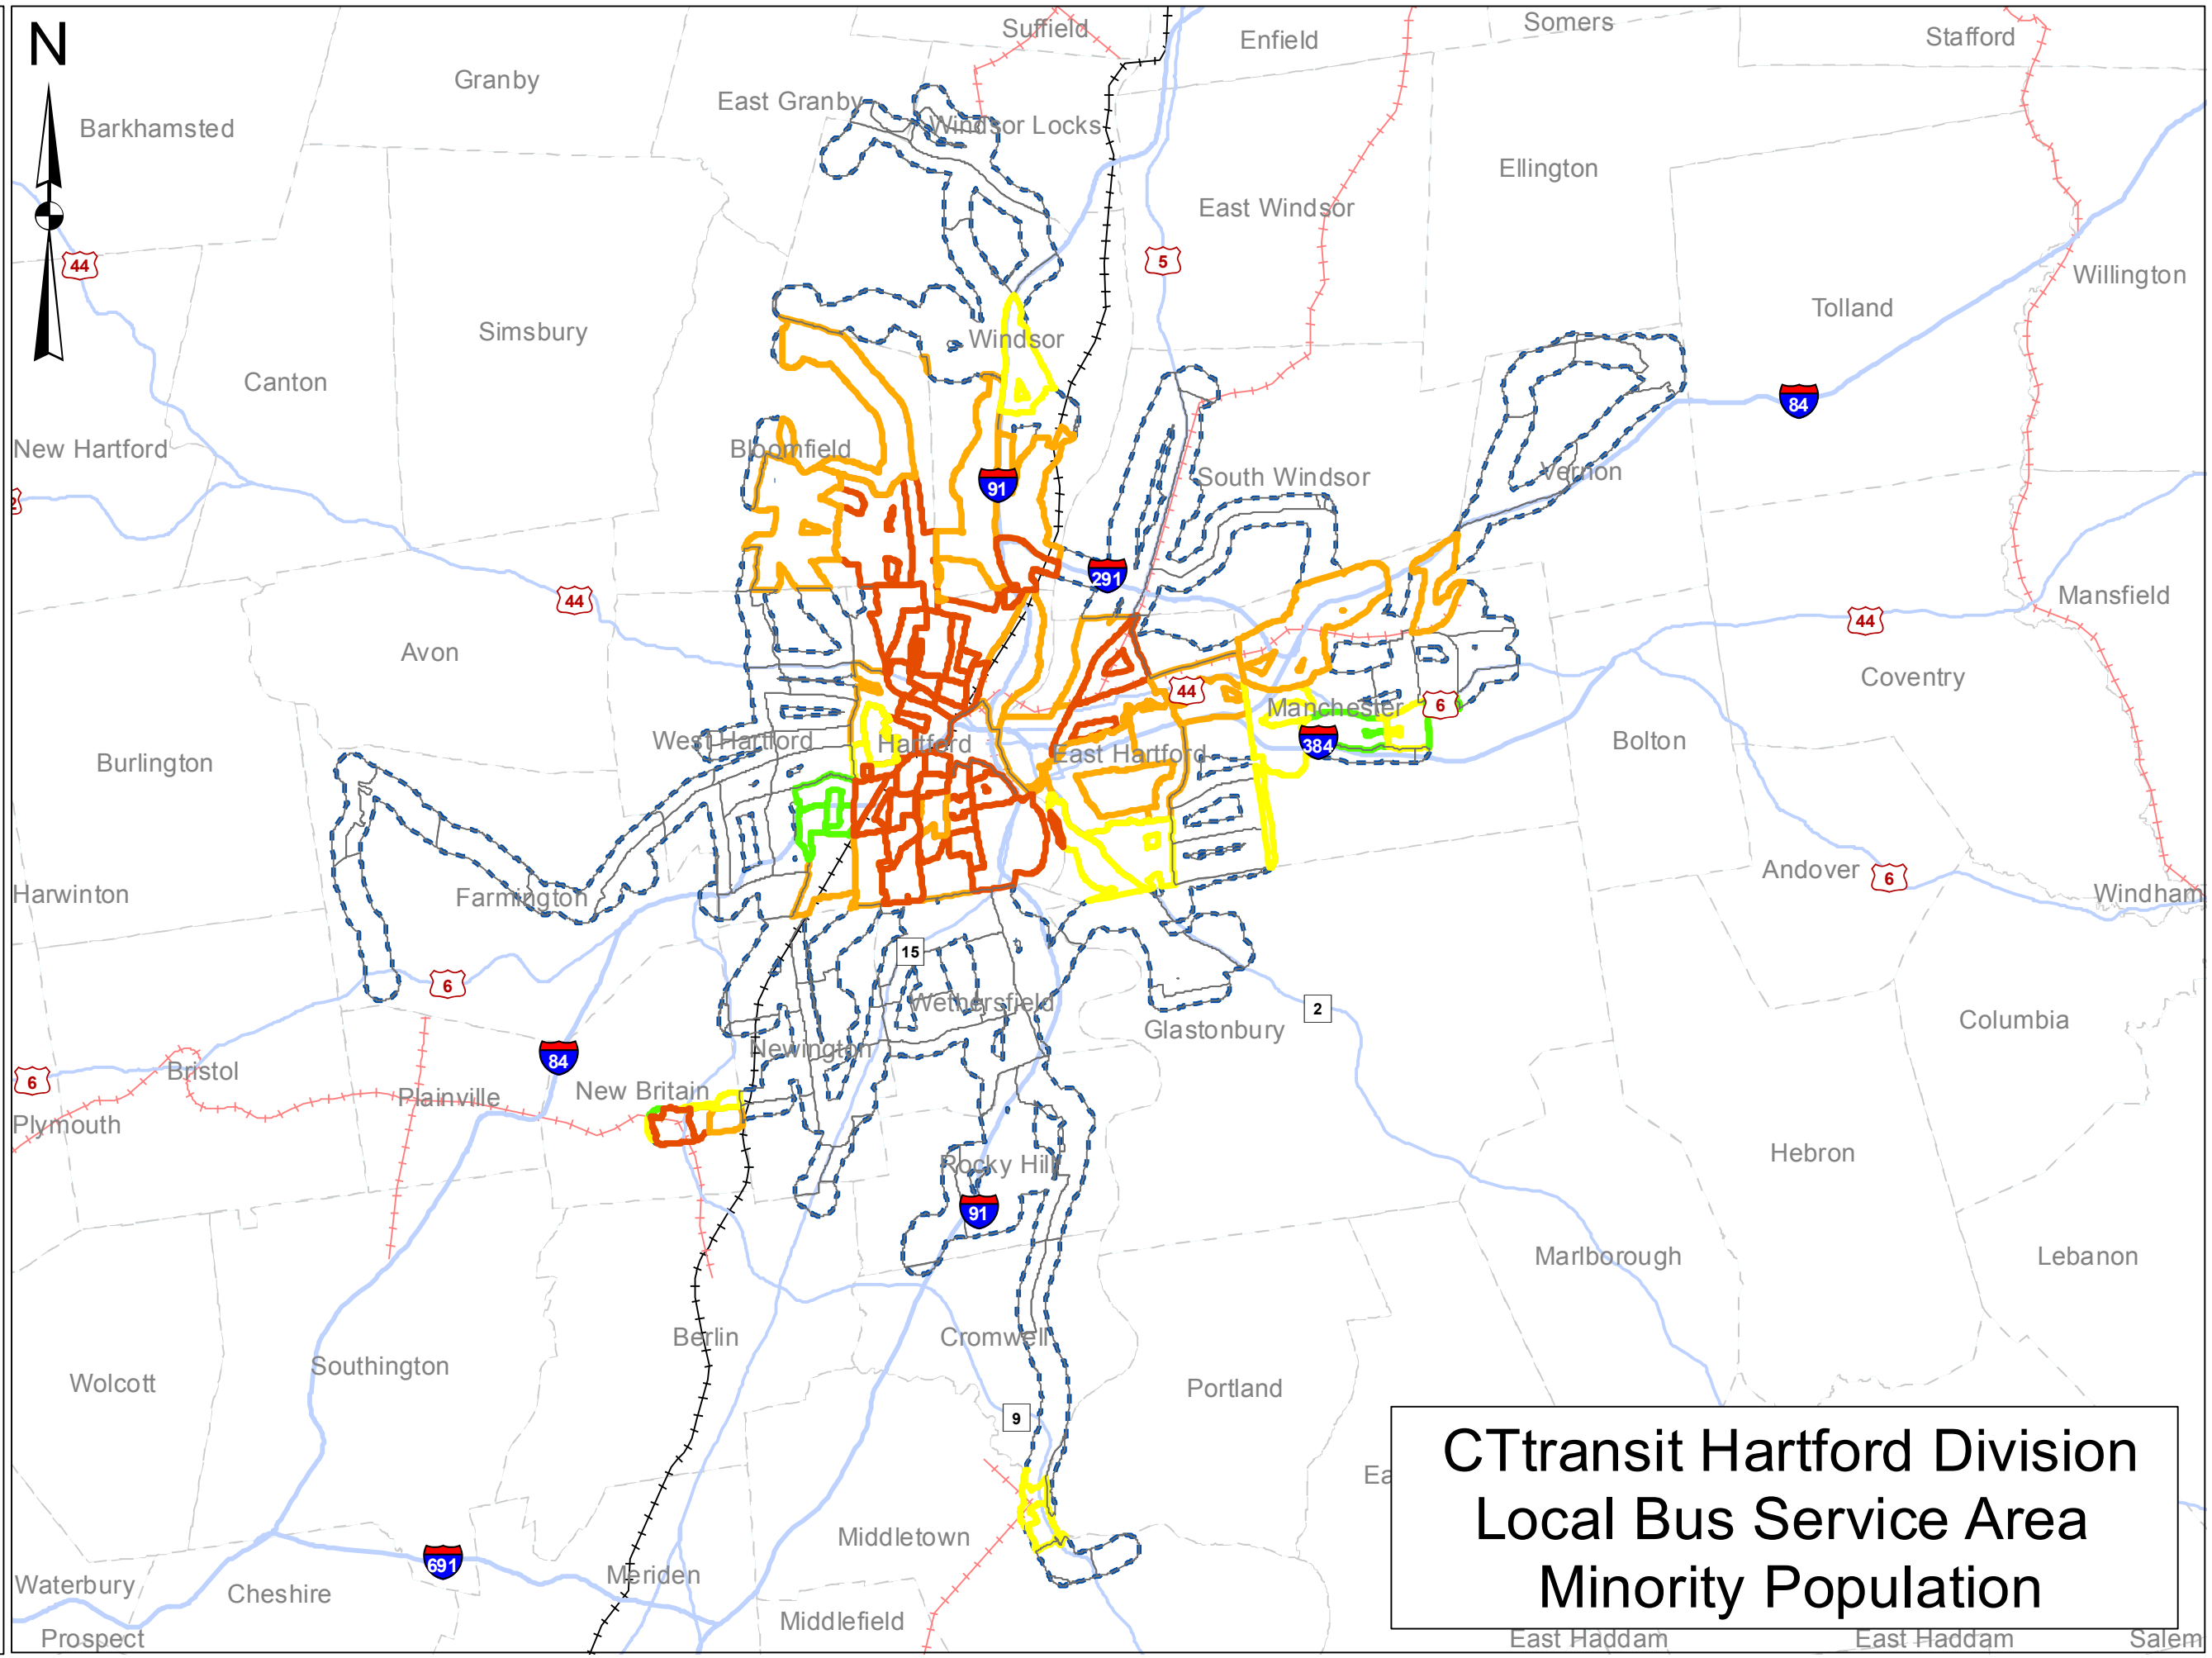 N
Suffield
Somers
Enfield
Stafford
Granby
East Granby
Barkhamsted
Windsor Locks
Ellington
East Windsor
44
5
Willington
Tolland
Simsbury
Windsor
Canton
84
New Hartford
Bloomfield
Vernon
South Windsor
91
291
44
Mansfield
44
Avon
Coventry
44
6
Manchester
West Hartford
Hartford
384
Bolton
East Hartford
Burlington
Andover
6
Harwinton
Farmington
Windham
15
6
Wethersfield
2
Columbia
Glastonbury
Newington
84
Bristol
6
New Britain
Plainville
Plymouth
Hebron
Rocky Hill
91
Marlborough
Lebanon
Berlin
Cromwell
Southington
Wolcott
Portland
9
CTtransit Hartford Division
Local Bus Service Area
Minority Population
Ea
Middletown
691
Meriden
Waterbury
Cheshire
Middlefield
Prospect
East Haddam
East Haddam
Salem